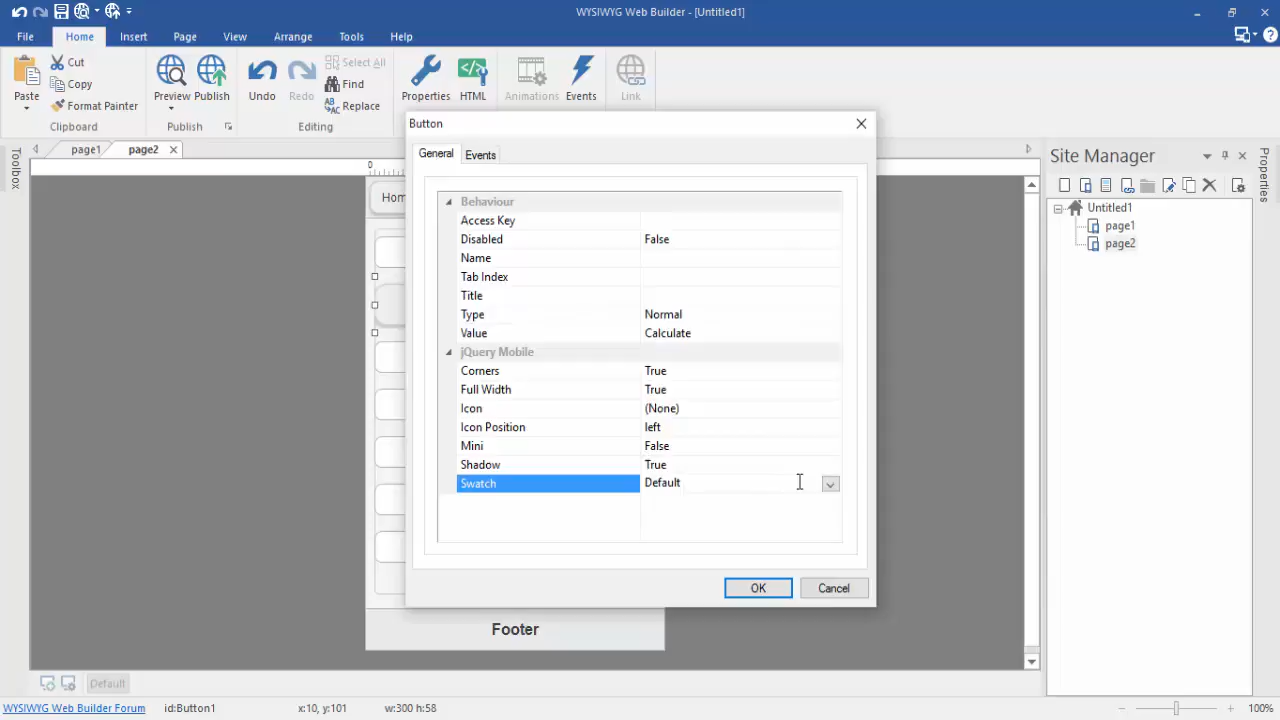 WYSIWYG Web Builder - [Untitled1]
File Home Insert Page View Arrange Tools Help
Paste
Cut
Copy
Format Painter
Clipboard
Preview
Publish
Publish
Undo
Redo
Select All
Find
Replace
Editing
Properties
HTML
Animations
Events
Link
page1
page2
Toolbox
0
Hom
Button
General
Events
Behaviour
Access Key
Disabled False
Name
Tab Index
Title
Type Normal
Value Calculate
jQuery Mobile
Corners True
Full Width True
Icon (None)
Icon Position left
Mini False
Shadow True
Swatch Default
OK
Cancel
Footer
Site Manager
Untitled1
page1
page2
Properties
Default
WYSIWYG Web Builder Forum id:Button1 x:10, y:101 w:300 h:58 100%